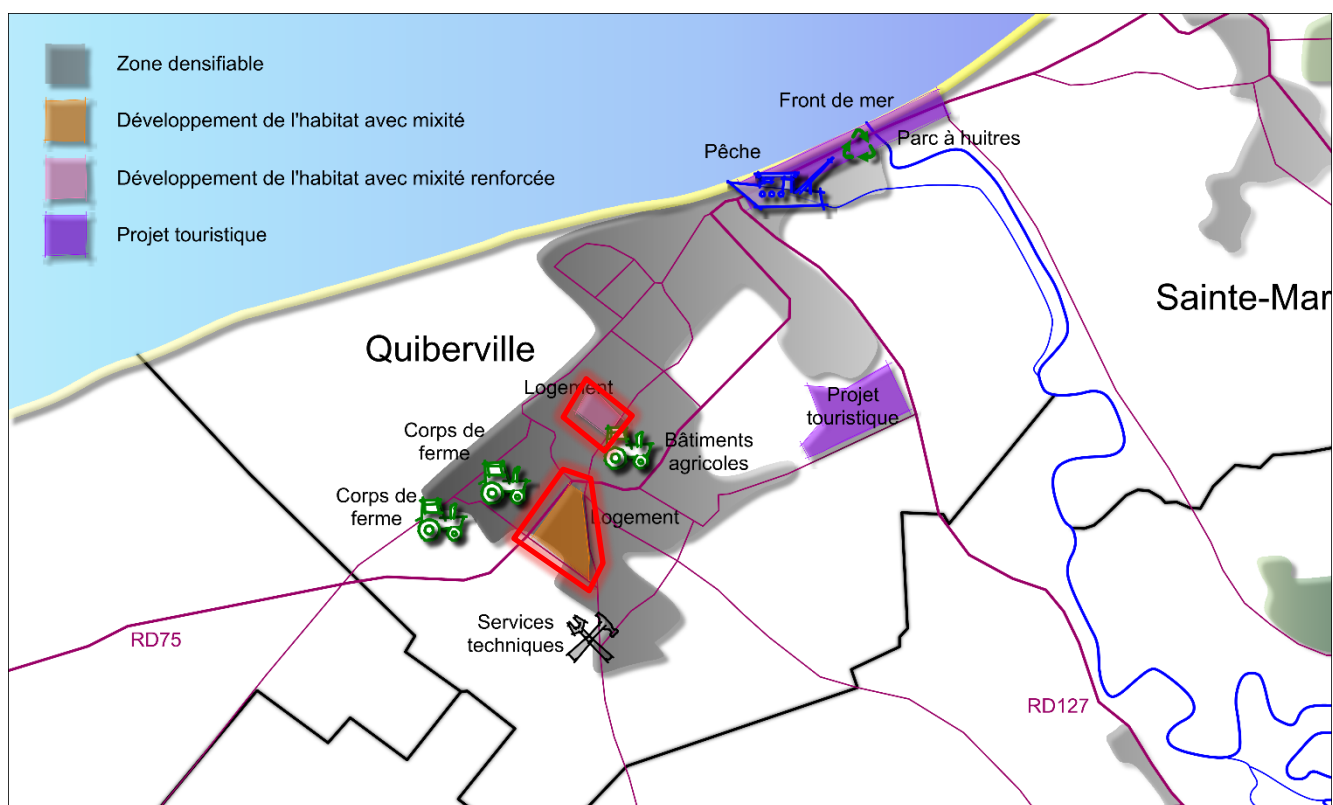 Zone densifiable
Développement de l'habitat avec mixité
Développement de l'habitat avec mixité renforcée
Projet touristique
Front de mer
Parc à huitres
Pêche
Sainte-Mar
Quiberville
Logement
Projet
touristique
Corps de
ferme
Bâtiments
agricoles
Corps de
ferme
Logement
Services
techniques
RD75
RD127